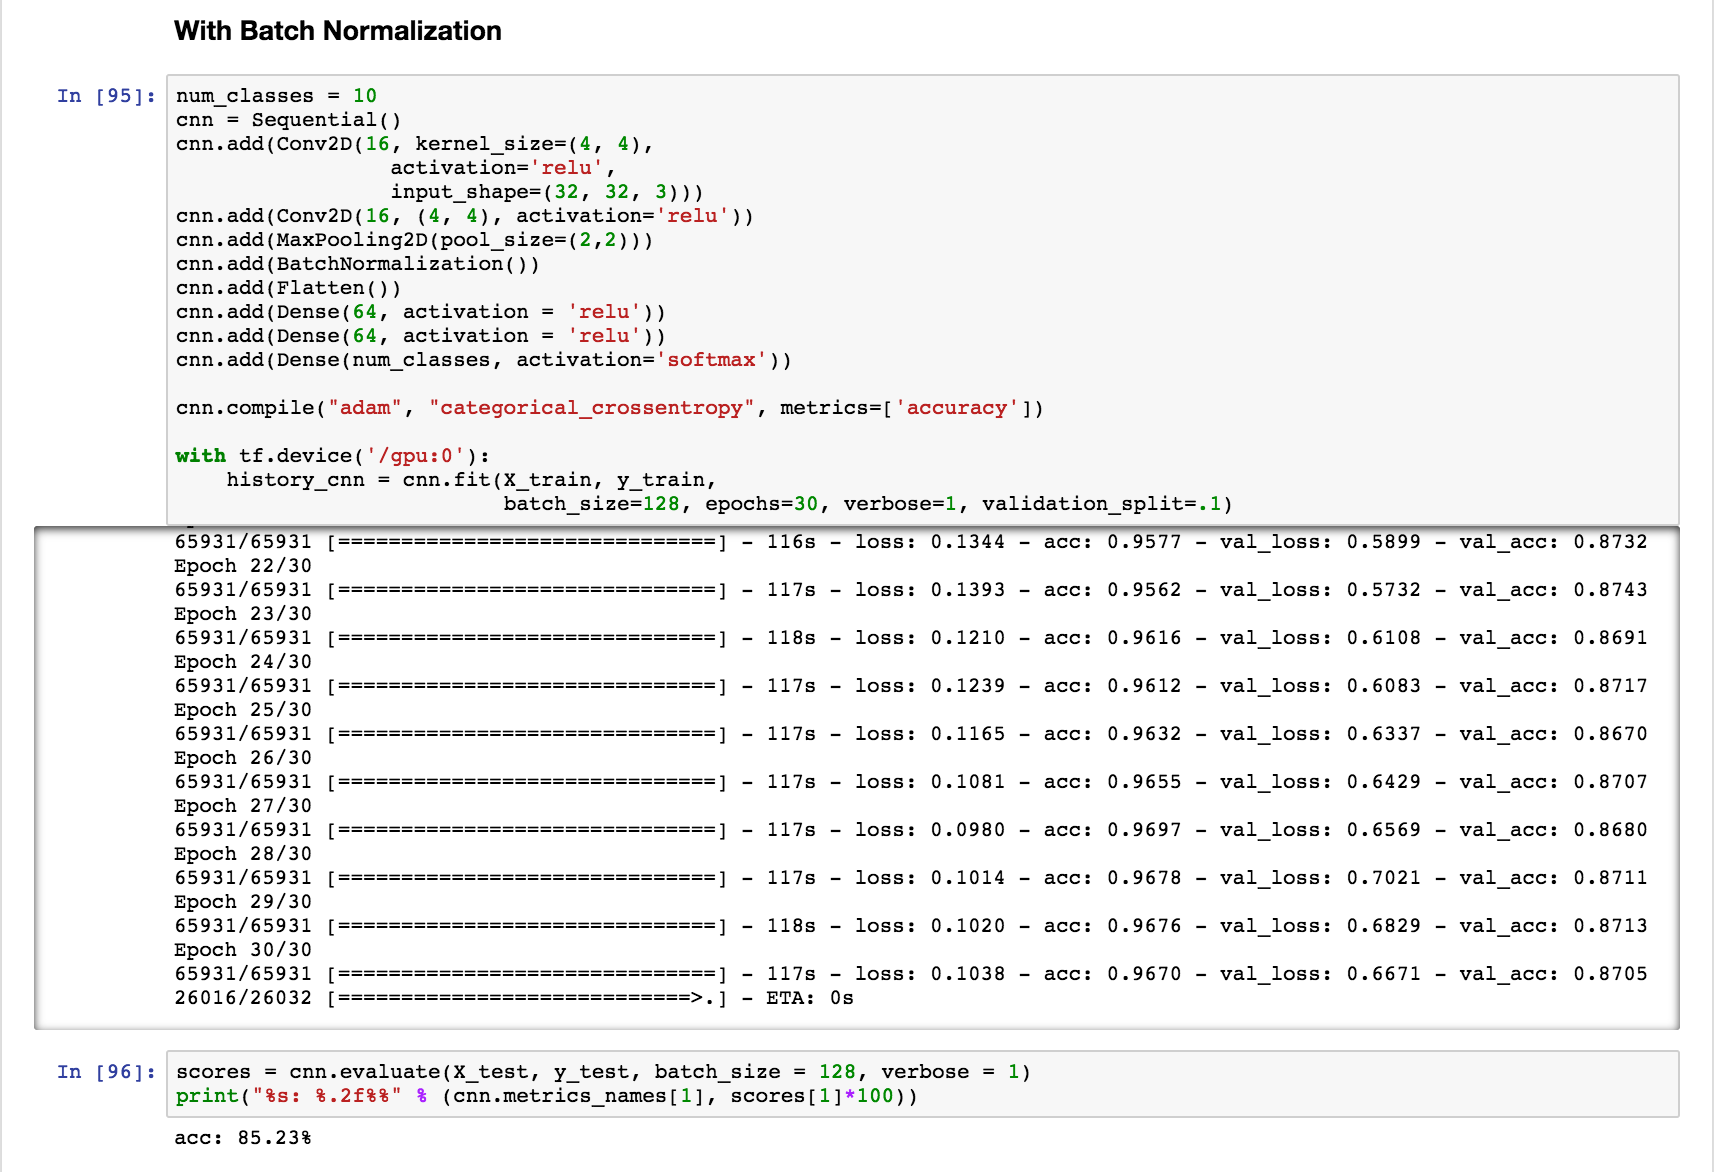 With Batch Normalization
In [95]:
num_classes = 10
cnn = Sequential()
cnn.add(Conv2D(16, kernel_size=(4, 4),
                 activation='relu',
                 input_shape=(32, 32, 3)))
cnn.add(Conv2D(16, (4, 4), activation='relu'))
cnn.add(MaxPooling2D(pool_size=(2,2)))
cnn.add(BatchNormalization())
cnn.add(Flatten())
cnn.add(Dense(64, activation = 'relu'))
cnn.add(Dense(64, activation = 'relu'))
cnn.add(Dense(num_classes, activation='softmax'))
cnn.compile("adam", "categorical_crossentropy", metrics=['accuracy'])
with tf.device('/gpu:0'):
    history_cnn = cnn.fit(X_train, y_train,
                          batch_size=128, epochs=30, verbose=1, validation_split=.1)
65931/65931 [==============================] - 116s - loss: 0.1344 - acc: 0.9577 - val_loss: 0.5899 - val_acc: 0.8732
Epoch 22/30
65931/65931 [==============================] - 117s - loss: 0.1393 - acc: 0.9562 - val_loss: 0.5732 - val_acc: 0.8743
Epoch 23/30
65931/65931 [==============================] - 118s - loss: 0.1210 - acc: 0.9616 - val_loss: 0.6108 - val_acc: 0.8691
Epoch 24/30
65931/65931 [==============================] - 117s - loss: 0.1239 - acc: 0.9612 - val_loss: 0.6083 - val_acc: 0.8717
Epoch 25/30
65931/65931 [==============================] - 117s - loss: 0.1165 - acc: 0.9632 - val_loss: 0.6337 - val_acc: 0.8670
Epoch 26/30
65931/65931 [==============================] - 117s - loss: 0.1081 - acc: 0.9655 - val_loss: 0.6429 - val_acc: 0.8707
Epoch 27/30
65931/65931 [==============================] - 117s - loss: 0.0980 - acc: 0.9697 - val_loss: 0.6569 - val_acc: 0.8680
Epoch 28/30
65931/65931 [==============================] - 117s - loss: 0.1014 - acc: 0.9678 - val_loss: 0.7021 - val_acc: 0.8711
Epoch 29/30
65931/65931 [==============================] - 118s - loss: 0.1020 - acc: 0.9676 - val_loss: 0.6829 - val_acc: 0.8713
Epoch 30/30
65931/65931 [==============================] - 117s - loss: 0.1038 - acc: 0.9670 - val_loss: 0.6671 - val_acc: 0.8705
26016/26032 [============================>.] - ETA: 0s
In [96]:
scores = cnn.evaluate(X_test, y_test, batch_size = 128, verbose = 1)
print("%s: %.2f%%" % (cnn.metrics_names[1], scores[1]*100))
acc: 85.23%